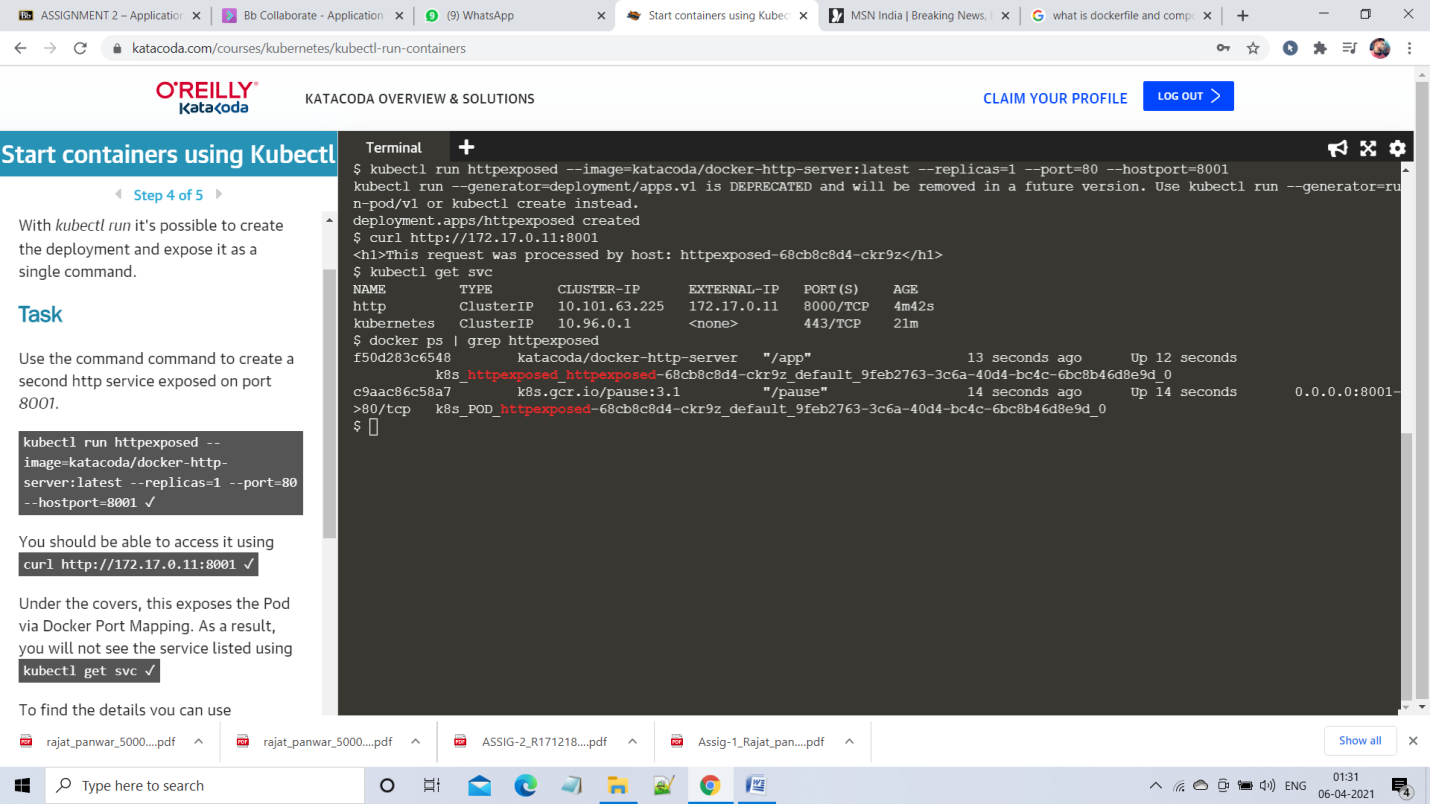 ASSIGNMENT 2 – Application
Bb Collaborate - Application
(9) WhatsApp
Start containers using Kubect
MSN India | Breaking News,
what is dockerfile and comp
katacoda.com/courses/kubernetes/kubectl-run-containers
O'REILLY®
Katacoda
KATACODA OVERVIEW & SOLUTIONS
CLAIM YOUR PROFILE
LOG OUT
Start containers using Kubectl
Step 4 of 5
With kubectl run it's possible to create
the deployment and expose it as a
single command.
Task
Use the command command to create a
second http service exposed on port
8001.
kubectl run httpexposed --
image=katacoda/docker-http-
server:latest --replicas=1 --port=80
--hostport=8001 ✓
You should be able to access it using
curl http://172.17.0.11:8001 ✓
Under the covers, this exposes the Pod
via Docker Port Mapping. As a result,
you will not see the service listed using
kubectl get svc ✓
To find the details you can use
Terminal
$ kubectl run httpexposed --image=katacoda/docker-http-server:latest --replicas=1 --port=80 --hostport=8001
kubectl run --generator=deployment/apps.v1 is DEPRECATED and will be removed in a future version. Use kubectl run --generator=ru
n-pod/v1 or kubectl create instead.
deployment.apps/httpexposed created
$ curl http://172.17.0.11:8001
<h1>This request was processed by host: httpexposed-68cb8c8d4-ckr9z</h1>
$ kubectl get svc
NAME TYPE CLUSTER-IP EXTERNAL-IP PORT(S) AGE
http ClusterIP 10.101.63.225 172.17.0.11 8000/TCP 4m42s
kubernetes ClusterIP 10.96.0.1 <none> 443/TCP 21m
$ docker ps | grep httpexposed
f50d283c6548 katacoda/docker-http-server "/app" 13 seconds ago Up 12 seconds
k8s_httpexposed_httpexposed-68cb8c8d4-ckr9z_default_9feb2763-3c6a-40d4-bc4c-6bc8b46d8e9d_0
c9aac86c58a7 k8s.gcr.io/pause:3.1 "/pause" 14 seconds ago Up 14 seconds 0.0.0.0:8001-
>80/tcp k8s_POD_httpexposed-68cb8c8d4-ckr9z_default_9feb2763-3c6a-40d4-bc4c-6bc8b46d8e9d_0
$
rajat_panwar_5000....pdf
rajat_panwar_5000....pdf
ASSIG-2_R171218....pdf
Assig-1_Rajat_pan....pdf
Show all
Type here to search
ENG
01:31
06-04-2021
4